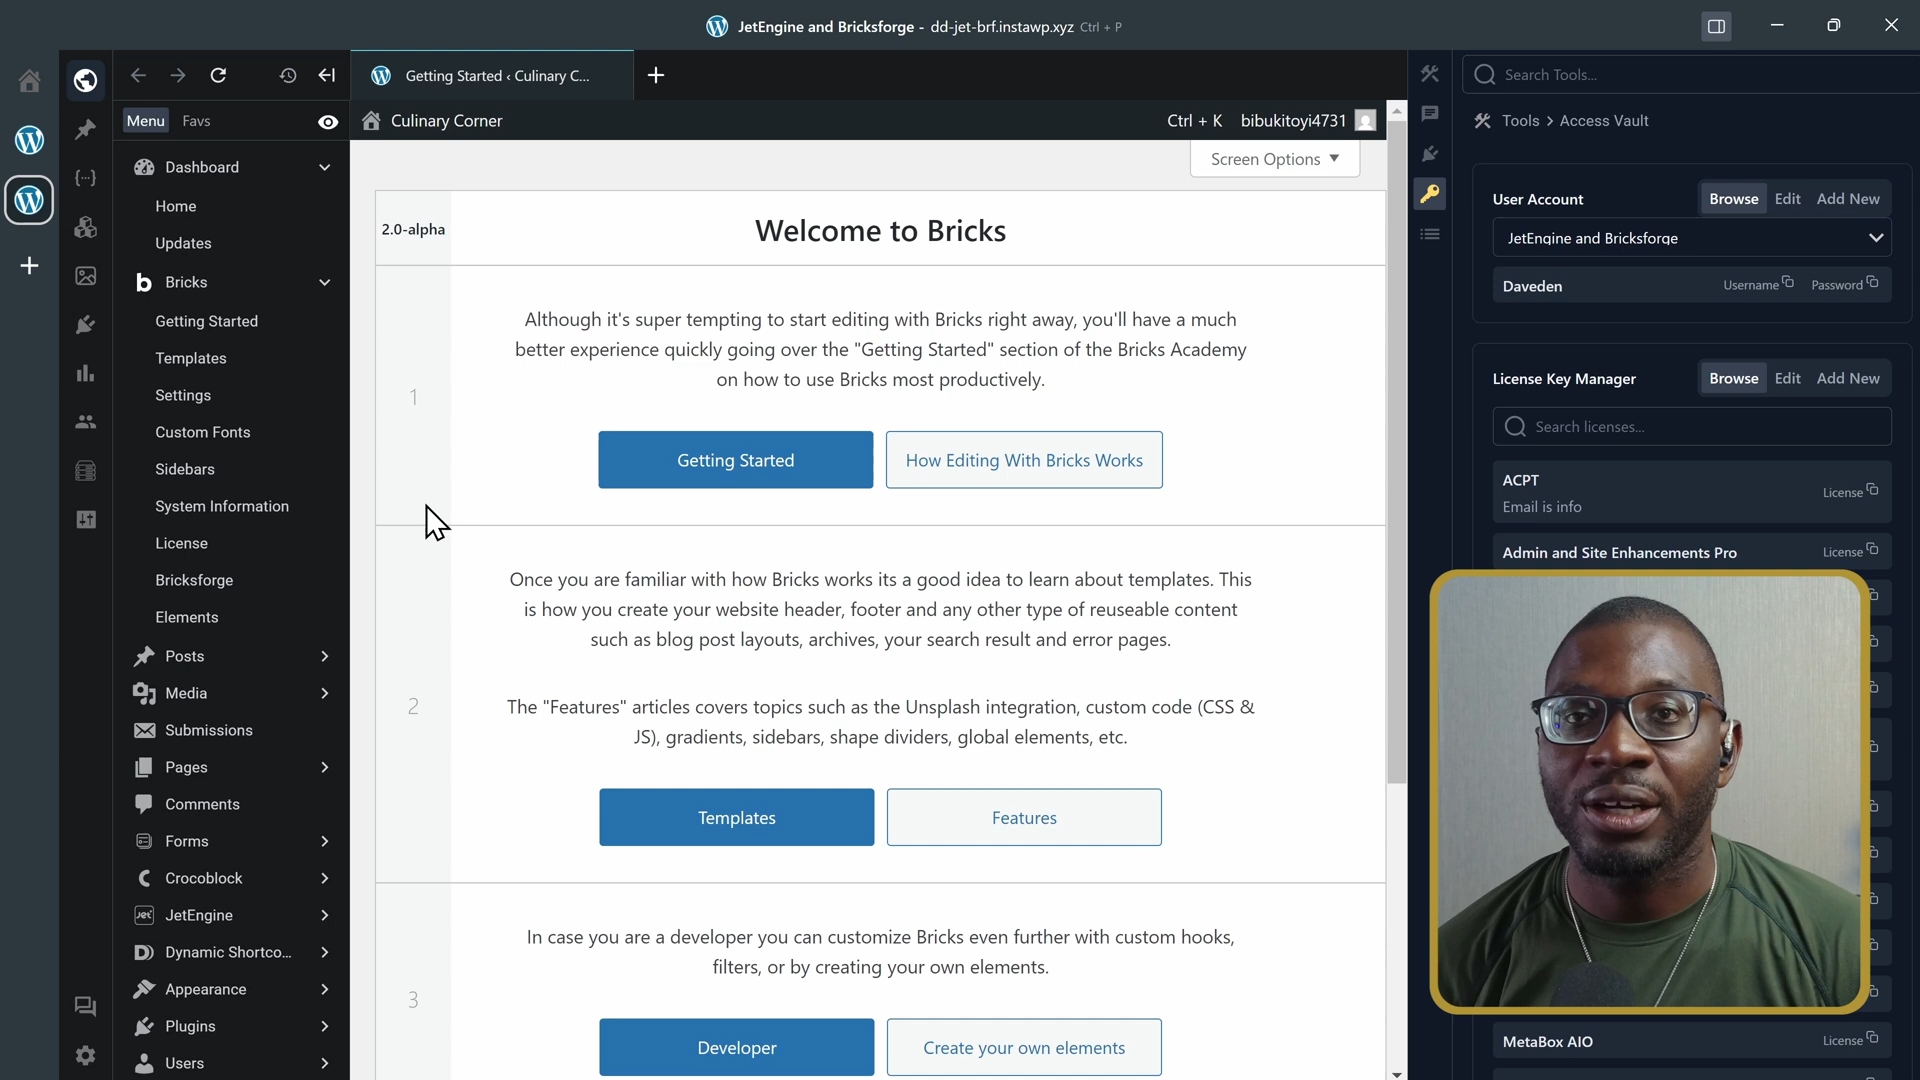 JetEngine and Bricksforge - dd-jet-brf.instawp.xyz Ctrl + P
Getting Started ‹ Culinary C...
Search Tools...
Menu Favs
Culinary Corner
Ctrl + K bibukitoyi4731
Tools > Access Vault
Screen Options
Dashboard
Home
Updates
Bricks
Getting Started
Templates
Settings
Custom Fonts
Sidebars
System Information
License
Bricksforge
Elements
Posts
Media
Submissions
Pages
Comments
Forms
Crocoblock
JetEngine
Dynamic Shortco...
Appearance
Plugins
Users
2.0-alpha
Welcome to Bricks
1
Although it's super tempting to start editing with Bricks right away, you'll have a much
better experience quickly going over the "Getting Started" section of the Bricks Academy
on how to use Bricks most productively.
Getting Started
How Editing With Bricks Works
2
Once you are familiar with how Bricks works its a good idea to learn about templates. This
is how you create your website header, footer and any other type of reuseable content
such as blog post layouts, archives, your search result and error pages.
The "Features" articles covers topics such as the Unsplash integration, custom code (CSS &
JS), gradients, sidebars, shape dividers, global elements, etc.
Templates
Features
3
In case you are a developer you can customize Bricks even further with custom hooks,
filters, or by creating your own elements.
Developer
Create your own elements
User Account
Browse Edit Add New
JetEngine and Bricksforge
Daveden Username Password
License Key Manager
Browse Edit Add New
Search licenses...
ACPT
Email is info
License
Admin and Site Enhancements Pro License
MetaBox AIO License